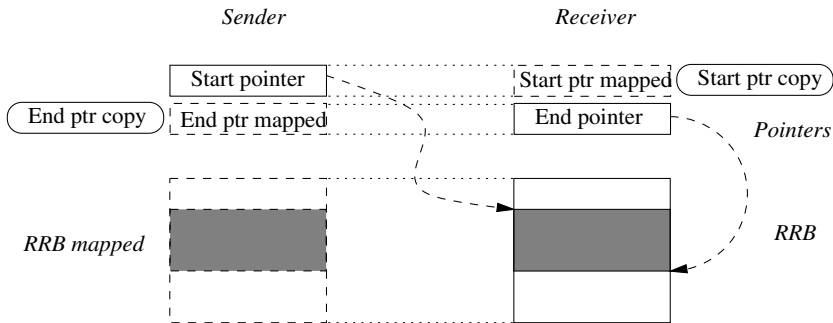 Sender
Receiver
Start pointer
Start ptr mapped
Start ptr copy
End ptr copy
End ptr mapped
End pointer
Pointers
RRB mapped
RRB